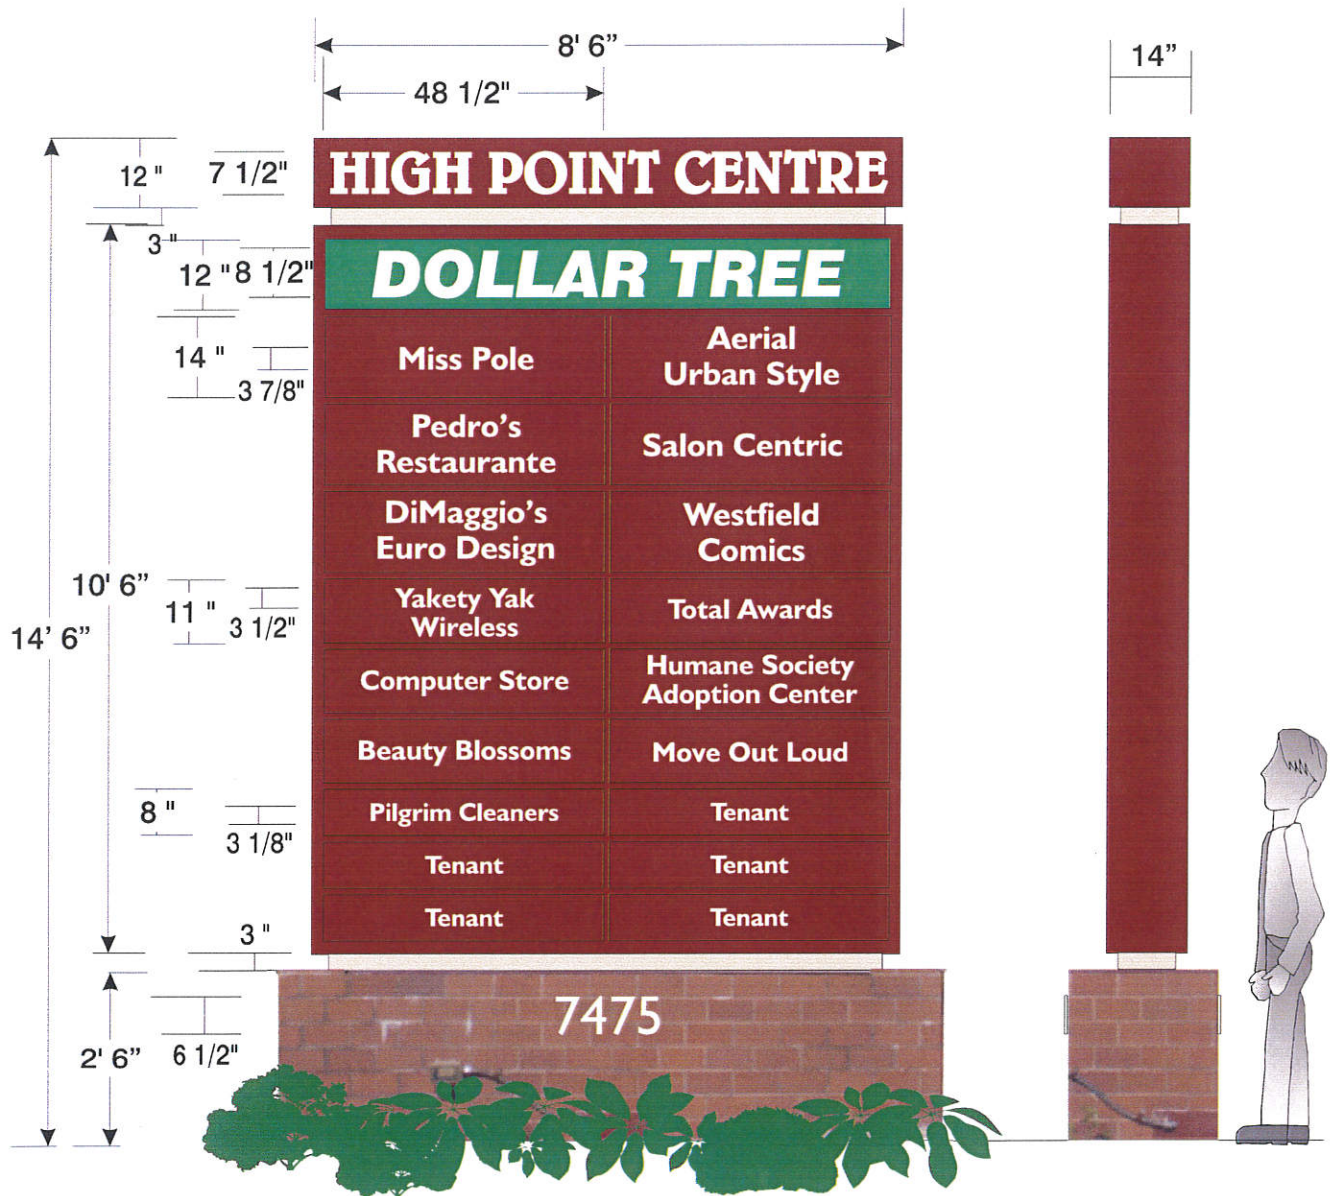 8' 6”
14”
48 1/2"
12 "
7 1/2"
HIGH POINT CENTRE
3 "
12 "
8 1/2"
DOLLAR TREE
14 "
3 7/8"
Miss Pole
Aerial
Urban Style
Pedro's
Restaurante
Salon Centric
DiMaggio's
Euro Design
Westfield
Comics
10' 6”
14' 6”
11 "
3 1/2"
Yakety Yak
Wireless
Total Awards
Computer Store
Humane Society
Adoption Center
Beauty Blossoms
Move Out Loud
8 "
3 1/8"
Pilgrim Cleaners
Tenant
Tenant
Tenant
Tenant
Tenant
3 "
7475
2' 6”
6 1/2"